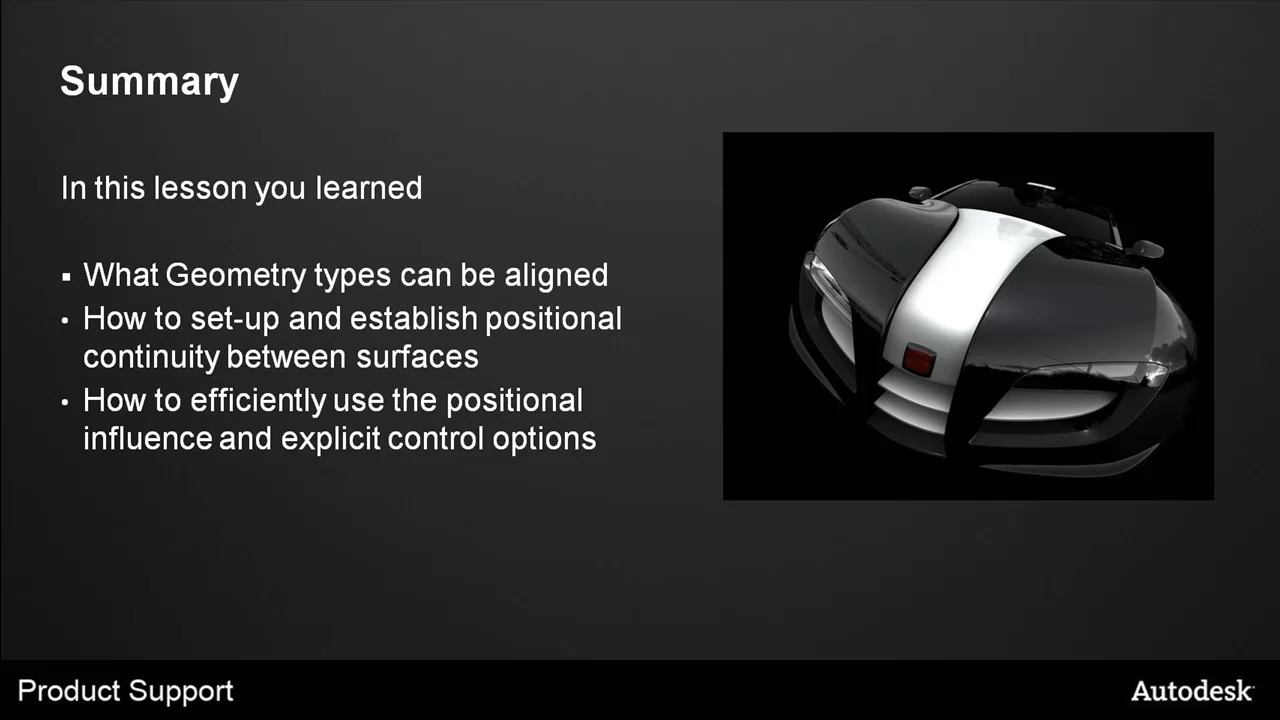 Summary
In this lesson you learned
▪ What Geometry types can be aligned
• How to set-up and establish positional
continuity between surfaces
• How to efficiently use the positional
influence and explicit control options
Product Support
Autodesk